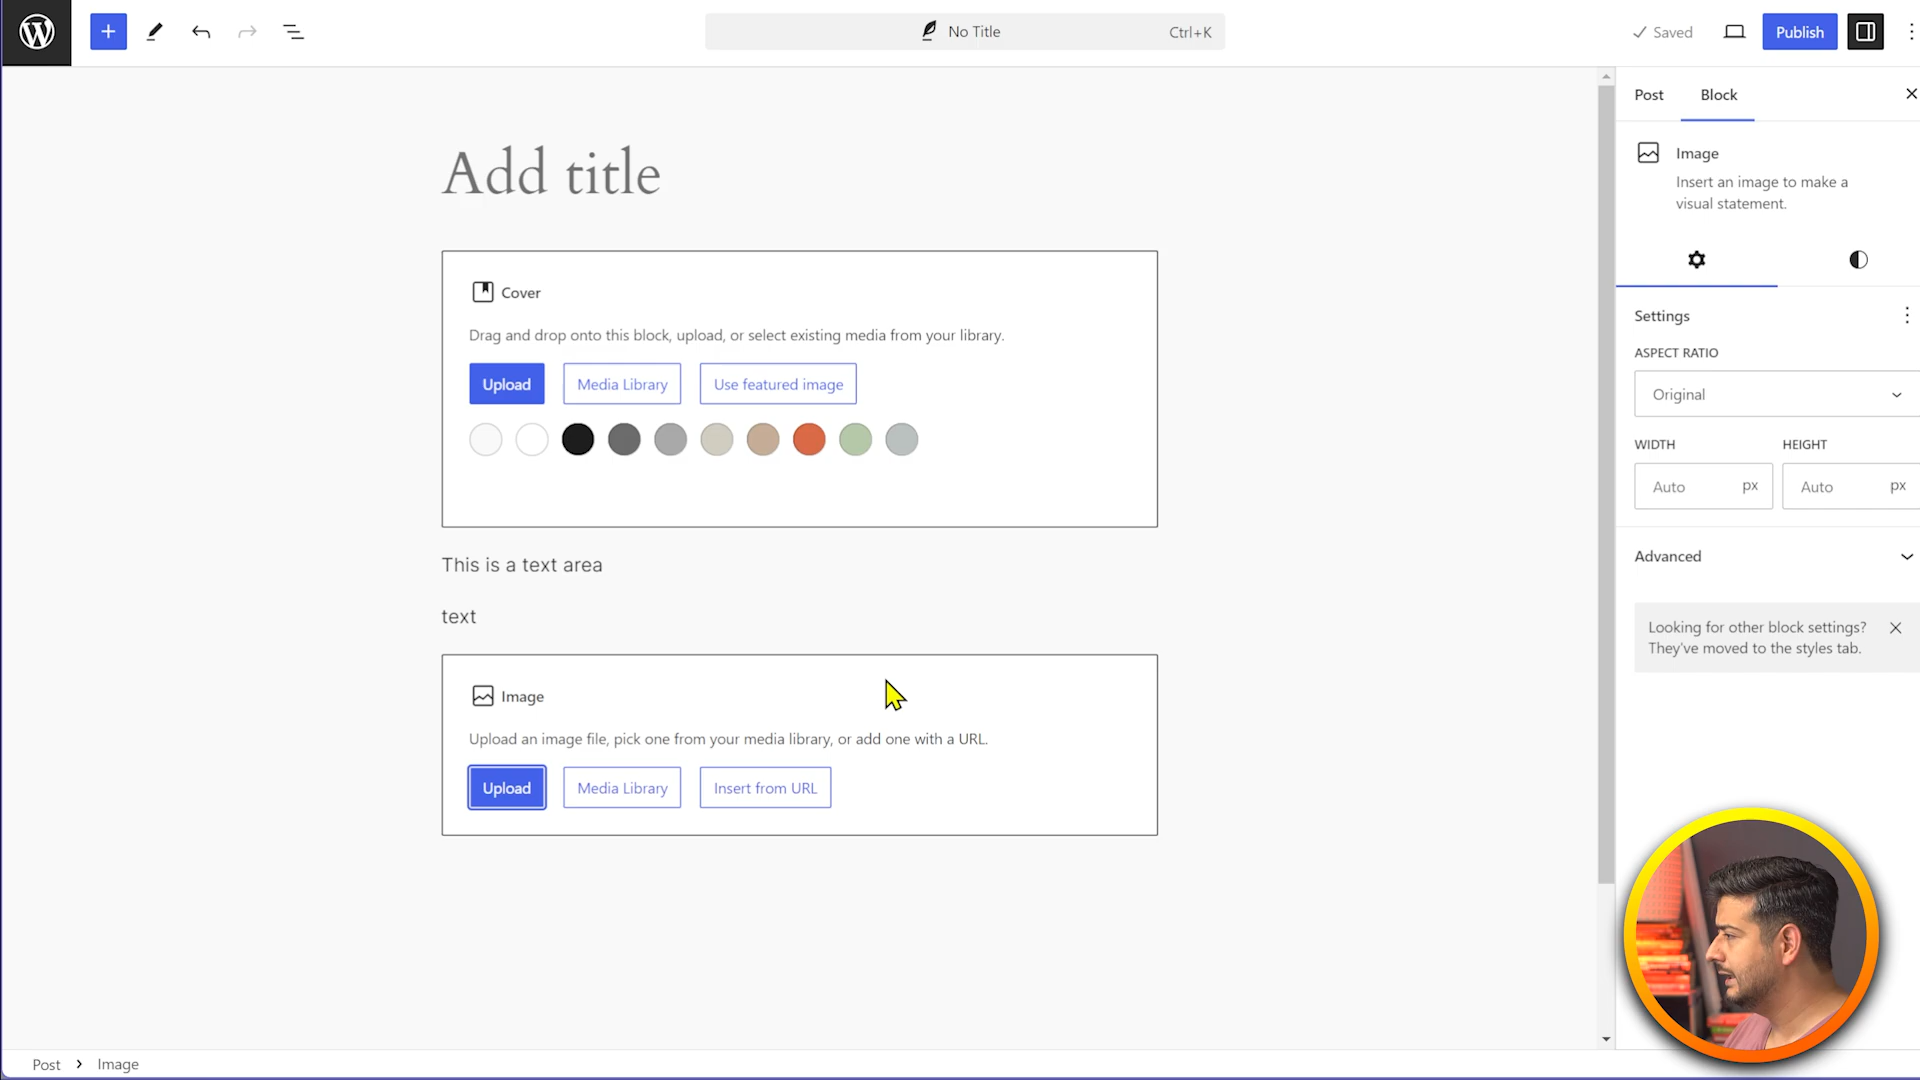 No Title
Ctrl+K
Saved
Publish
Post
Block
Image
Insert an image to make a
visual statement.
Settings
ASPECT RATIO
Original
WIDTH
HEIGHT
Auto
px
Auto
px
Advanced
Looking for other block settings?
They've moved to the styles tab.
Add title
Cover
Drag and drop onto this block, upload, or select existing media from your library.
Upload
Media Library
Use featured image
This is a text area
text
Image
Upload an image file, pick one from your media library, or add one with a URL.
Upload
Media Library
Insert from URL
Post
Image